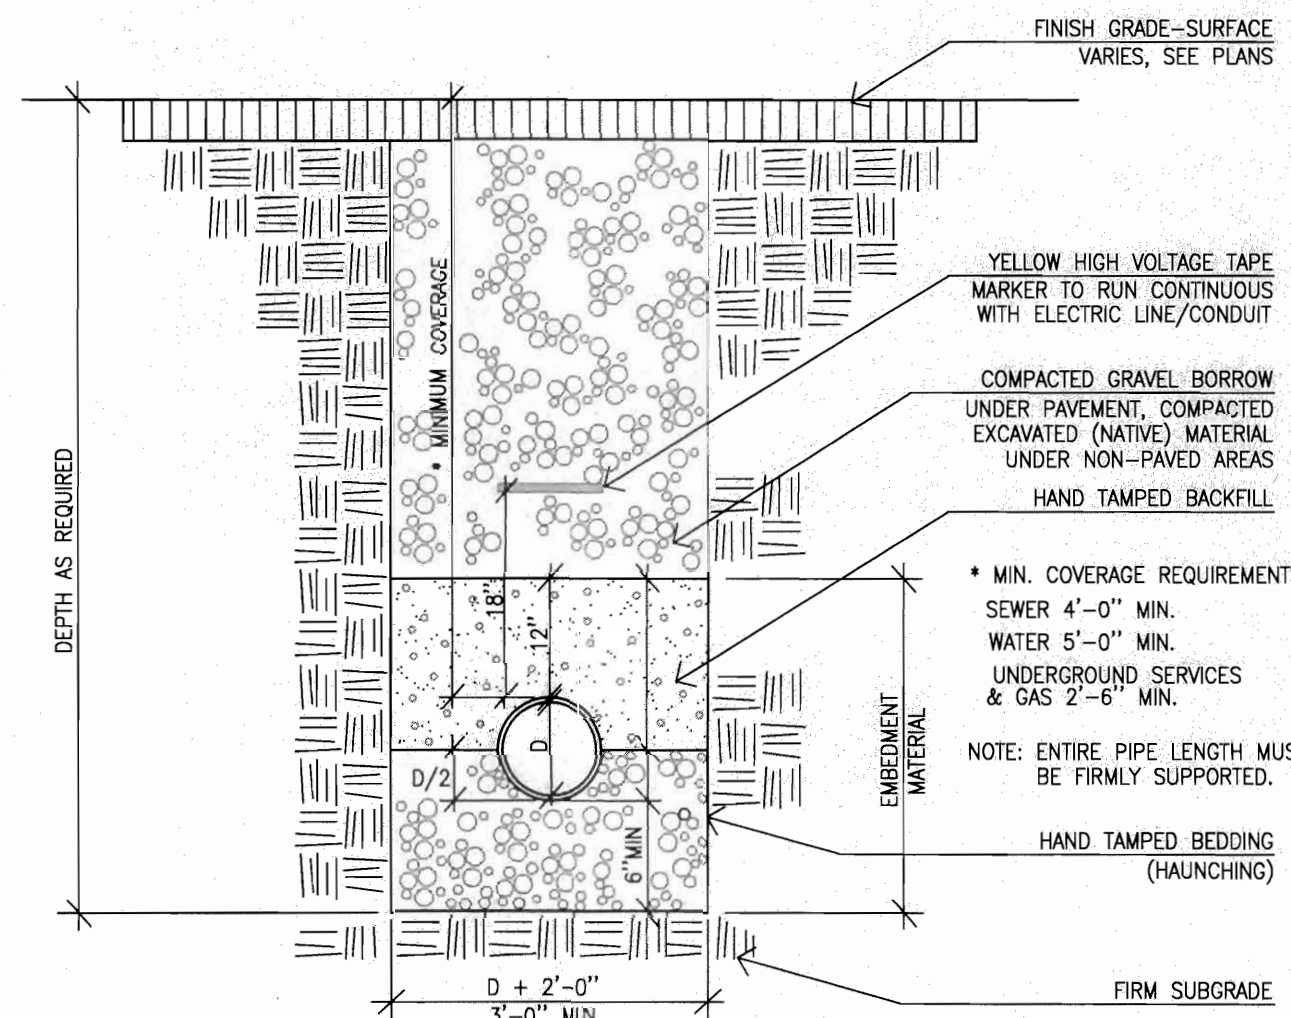 FINISH GRADE-SURFACE
VARIES, SEE PLANS
YELLOW HIGH VOLTAGE TAPE
MARKER TO RUN CONTINUOUS
WITH ELECTRIC LINE/CONDUIT
COMPACTED GRAVEL BORROW
UNDER PAVEMENT, COMPACTED
EXCAVATED (NATIVE) MATERIAL
UNDER NON-PAVED AREAS
HAND TAMPED BACKFILL
* MIN. COVERAGE REQUIREMENT
SEWER 4'-0" MIN.
WATER 5'-0" MIN.
UNDERGROUND SERVICES
& GAS 2'-6" MIN.
NOTE: ENTIRE PIPE LENGTH MUS
BE FIRMLY SUPPORTED.
HAND TAMPED BEDDING
(HAUNCHING)
FIRM SUBGRADE
DEPTH AS REQUIRED
* MINIMUM COVERAGE
18"
12"
D
D/2
6"MIN
EMBEDMENT
MATERIAL
D + 2'-0"
3'-0" MIN